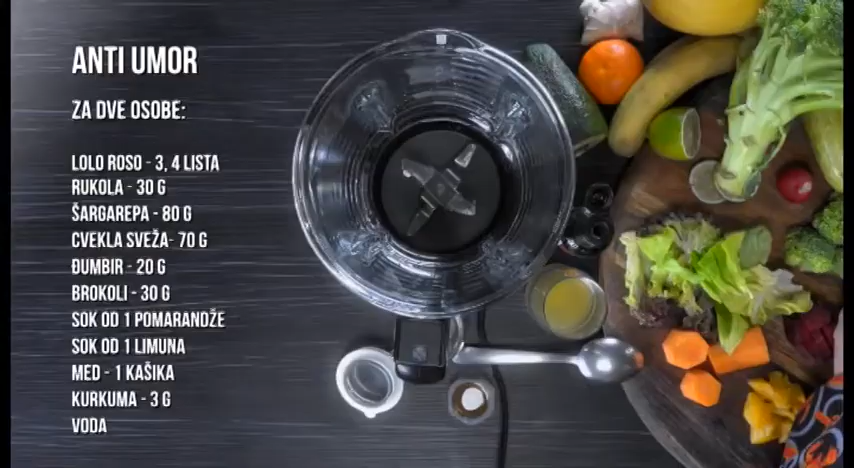 ANTI UMOR
ZA DVE OSOBE:
LOLO ROSO - 3, 4 LISTA
RUKOLA - 30 G
ŠARGAREPA - 80 G
CVEKLA SVEŽA- 70 G
ĐUMBIR - 20 G
BROKOLI - 30 G
SOK OD 1 POMARANDŽE
SOK OD 1 LIMUNA
MED - 1 KAŠIKA
KURKUMA - 3 G
VODA